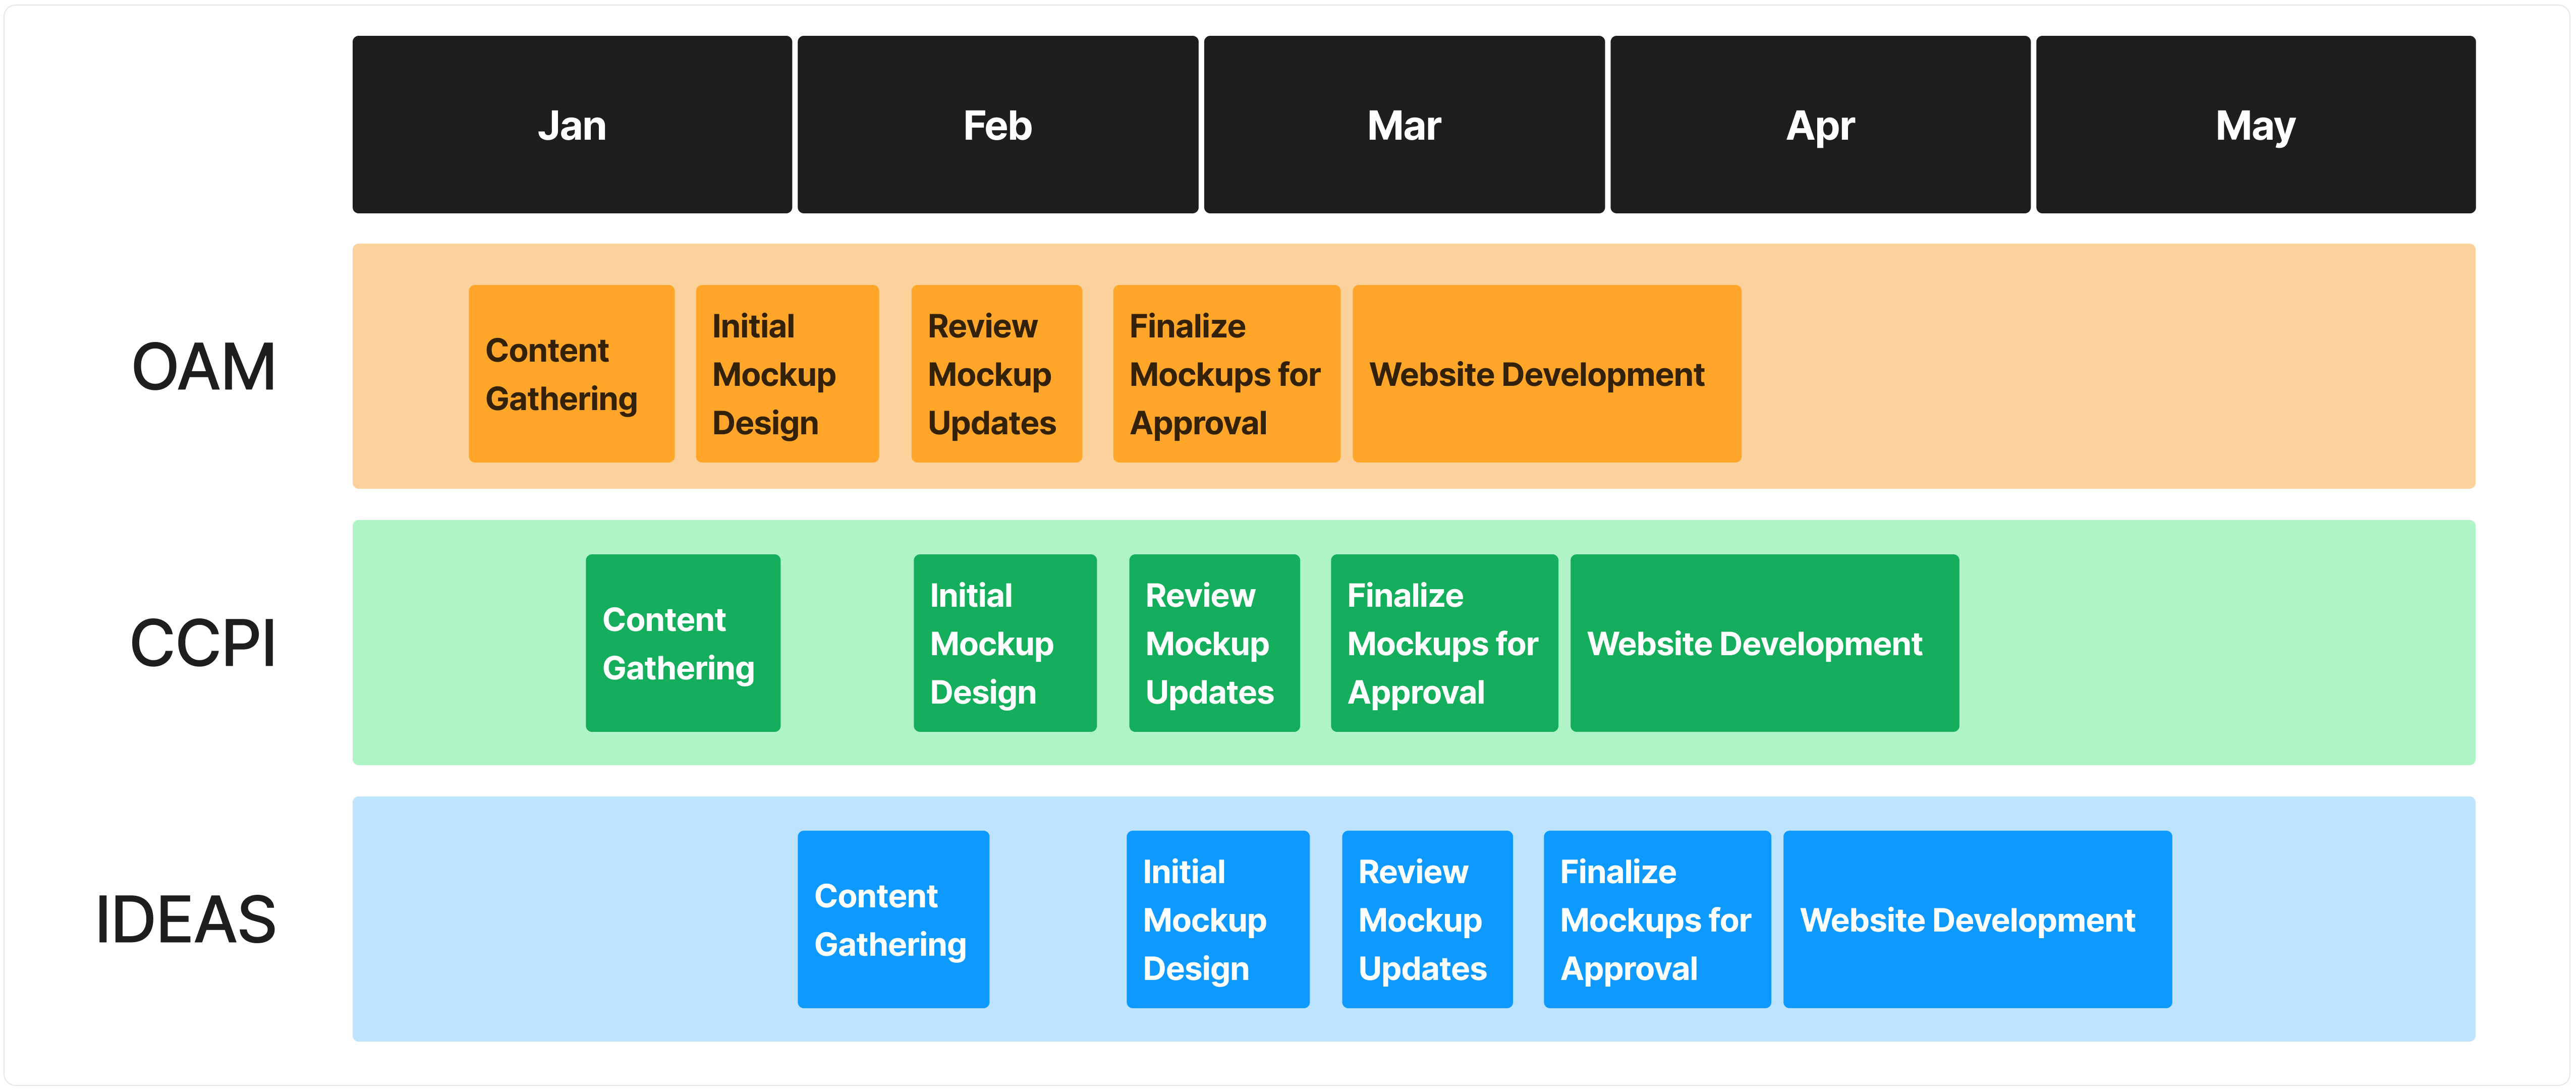 Jan
Feb
Mar
Apr
May
OAM
Content
Gathering
Initial
Mockup
Design
Review
Mockup
Updates
Finalize
Mockups for
Approval
Website Development
CCPI
Content
Gathering
Initial
Mockup
Design
Review
Mockup
Updates
Finalize
Mockups for
Approval
Website Development
IDEAS
Content
Gathering
Initial
Mockup
Design
Review
Mockup
Updates
Finalize
Mockups for
Approval
Website Development